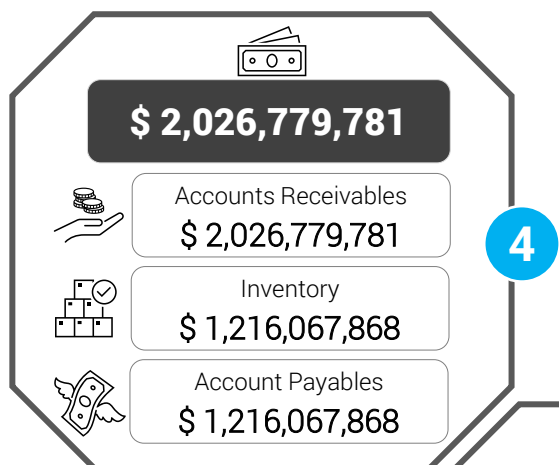 $ 2,026,779,781
Accounts Receivables
$ 2,026,779,781
4
Inventory
$ 1,216,067,868
Account Payables
$ 1,216,067,868